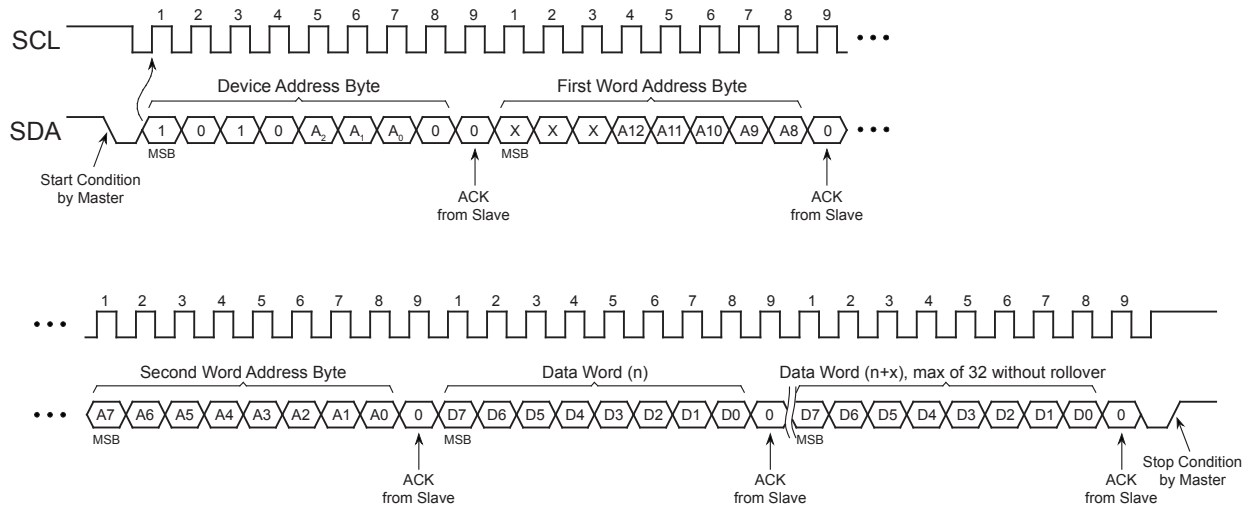 1 2 3 4 5 6 7 8 9 1 2 3 4 5 6 7 8 9
SCL
Device Address Byte First Word Address Byte
SDA 1 0 1 0 A2 A1 A0 0 0 X X X A12 A11 A10 A9 A8 0
MSB MSB
Start Condition
by Master
ACK
from Slave
ACK
from Slave
1 2 3 4 5 6 7 8 9 1 2 3 4 5 6 7 8 9 1 2 3 4 5 6 7 8 9
Second Word Address Byte Data Word (n) Data Word (n+x), max of 32 without rollover
A7 A6 A5 A4 A3 A2 A1 A0 0 D7 D6 D5 D4 D3 D2 D1 D0 0 D7 D6 D5 D4 D3 D2 D1 D0 0
MSB MSB MSB
ACK
from Slave
ACK
from Slave
ACK
from Slave
Stop Condition
by Master